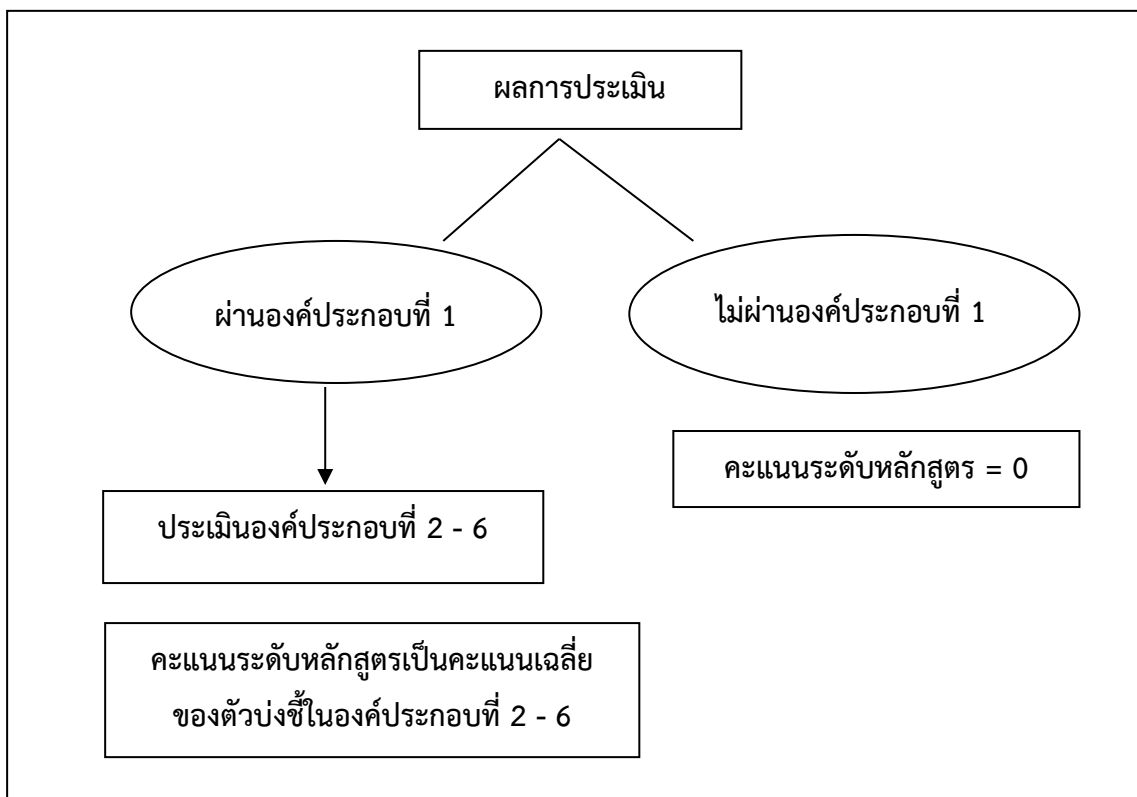 ผลการประเมิน
ผ่านองค์ประกอบที่ 1
ไม่ผ่านองค์ประกอบที่ 1
คะแนนระดับหลักสูตร = 0
ประเมินองค์ประกอบที่ 2 - 6
คะแนนระดับหลักสูตรเป็นคะแนนเฉลี่ย
ของตัวบ่งชี้ในองค์ประกอบที่ 2 - 6